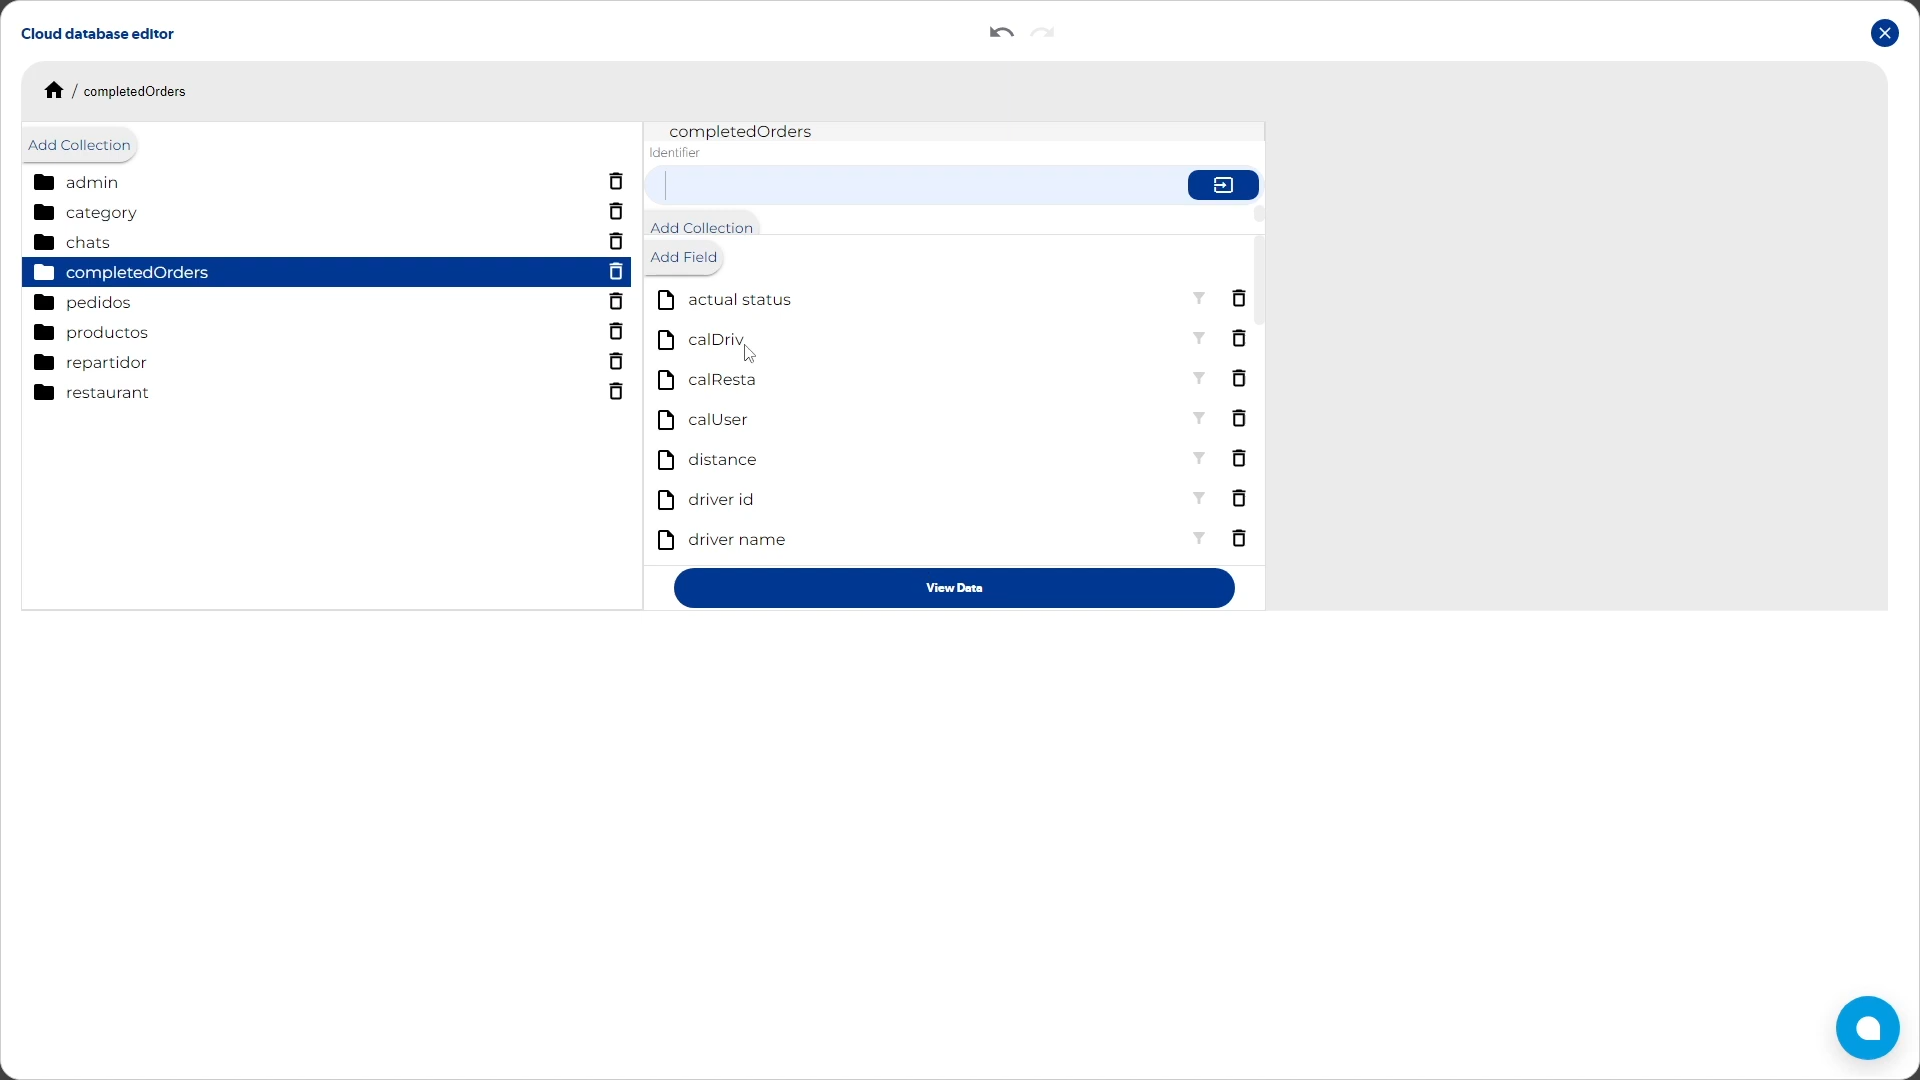 Cloud database editor
/ completedOrders
Add Collection
admin
category
chats
completedOrders
pedidos
productos
repartidor
restaurant
completedOrders
Identifier
Add Collection
Add Field
actual status
calDriv
calResta
calUser
distance
driver id
driver name
View Data